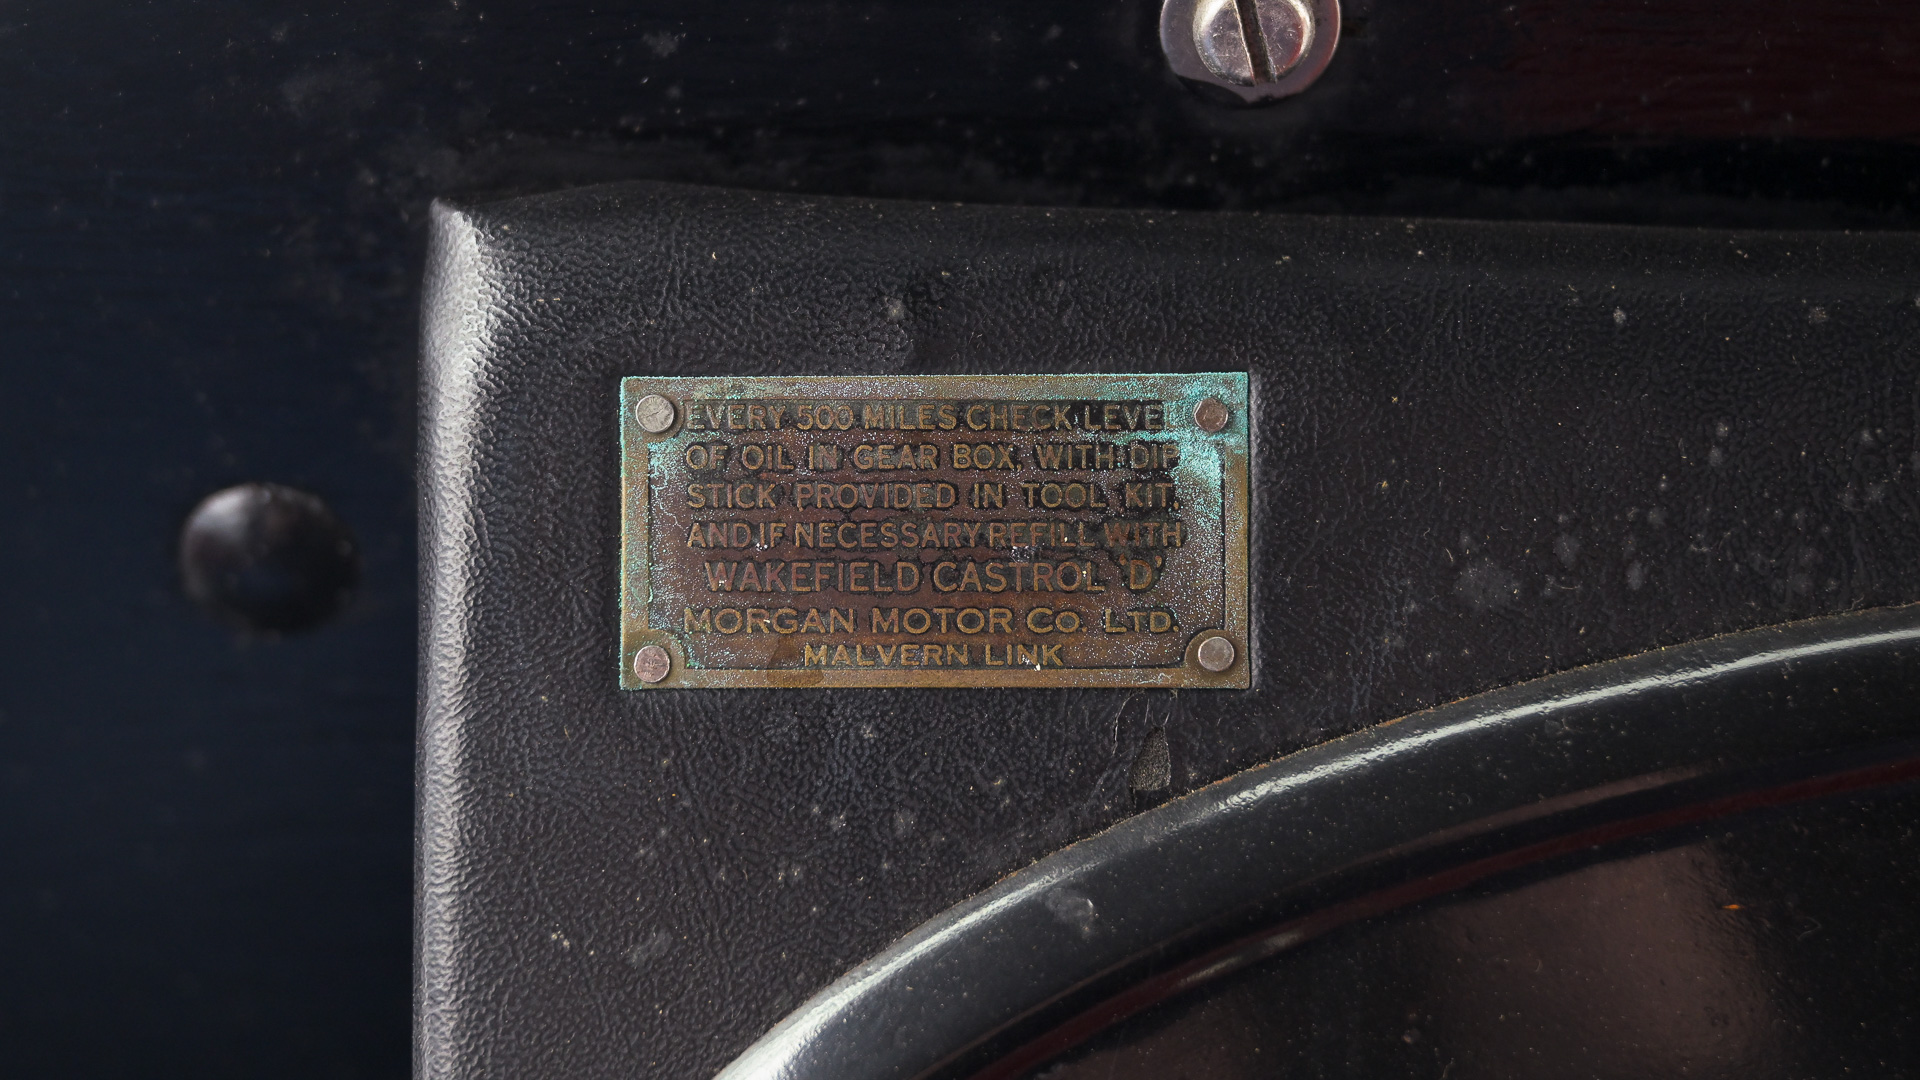 EVERY 500 MILES CHECK LEVEL
OF OIL IN GEAR BOX, WITH DIP
STICK PROVIDED IN TOOL KIT,
AND IF NECESSARY REFILL WITH
WAKEFIELD CASTROL 'D'
MORGAN MOTOR Co. LTD.
MALVERN LINK